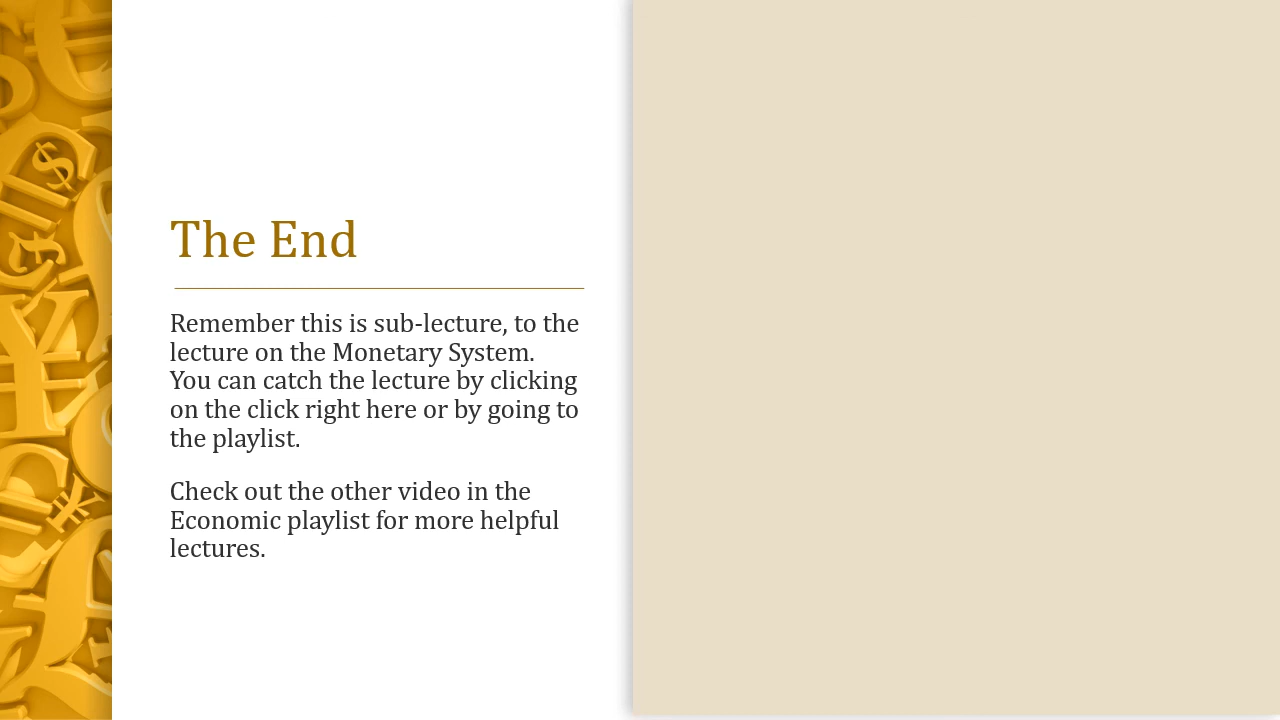 The End
Remember this is sub-lecture, to the
lecture on the Monetary System.
You can catch the lecture by clicking
on the click right here or by going to
the playlist.
Check out the other video in the
Economic playlist for more helpful
lectures.